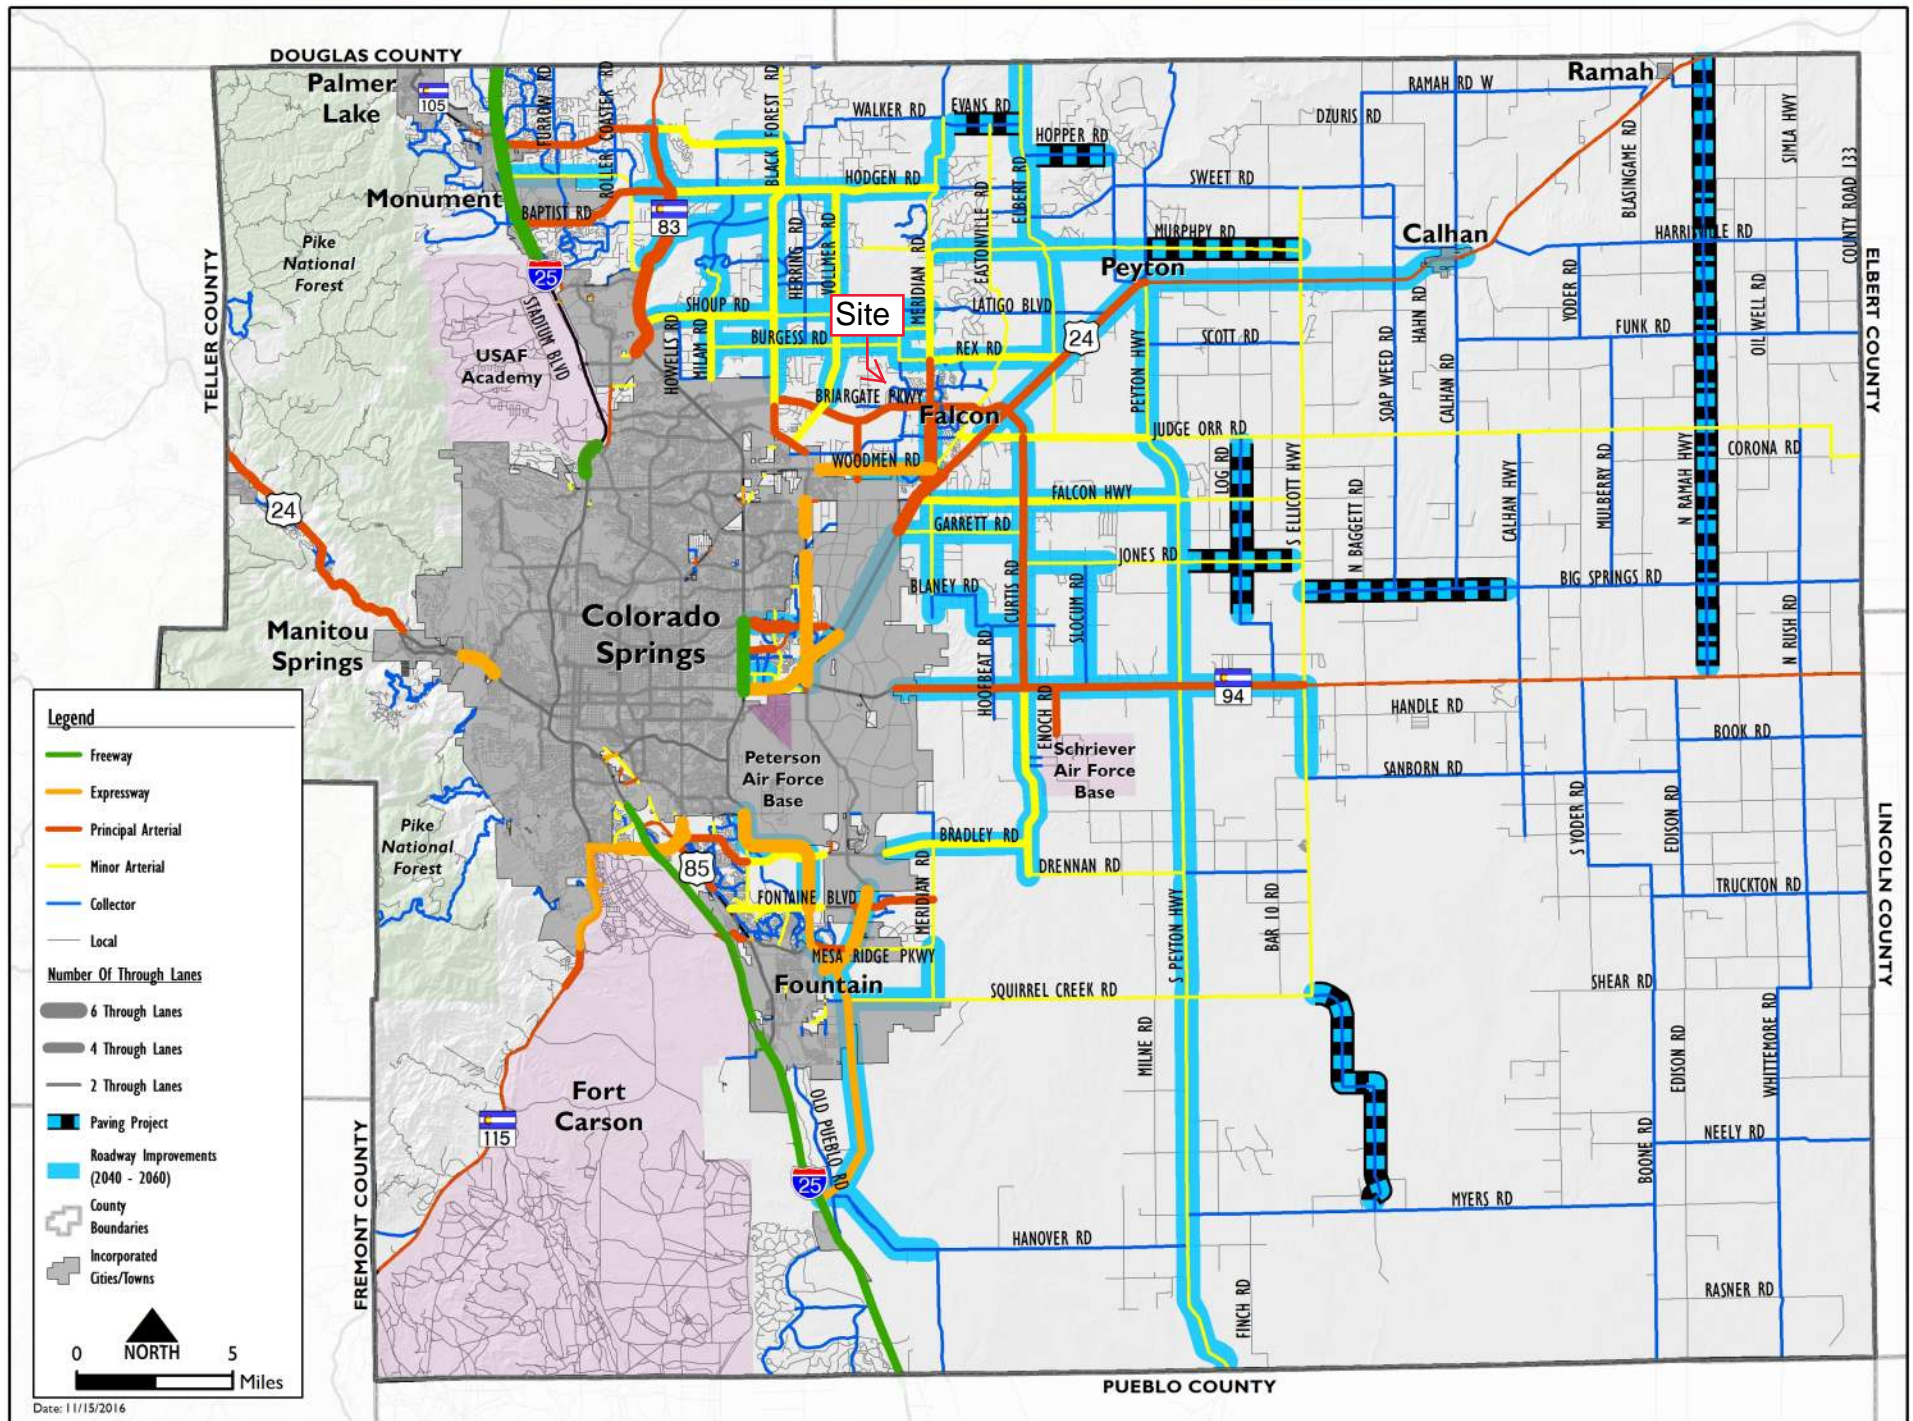 DOUGLAS COUNTY
Palmer
Lake
105
FURROW RD
ROLLER COASTER RD
BLACK FOREST RD
WALKER RD
EVANS RD
HOPPER RD
RAMAH RD W
DZURIS RD
Ramah
BLASINGAME RD
SIMLA HWY
COUNTY ROAD 133
Monument
BAPTIST RD
83
HODGEN RD
ELBERT RD
EASTONVILLE RD
SWEET RD
MURPHPY RD
Calhan
HARRISVILLE RD
Pike
National
Forest
TELLER COUNTY
25
STADIUM BLVD
HERRING RD
VOLLMER RD
MERIDIAN RD
Peyton
YODER RD
OIL WELL RD
ELBERT COUNTY
Site
SHOUP RD
LATIGO BLVD
24
HAHN RD
FUNK RD
USAF
Academy
HOWELLS RD
MILAM RD
BURGESS RD
REX RD
PEYTON HWY
SCOTT RD
SOAP WEED RD
CALHAN RD
BRIARGATE PKWY
Falcon
JUDGE ORR RD
WOODMEN RD
LOG RD
S ELLICOTT HWY
N BAGGETT RD
CALHAN HWY
MULBERRY RD
N RAMAH HWY
CORONA RD
24
FALCON HWY
GARRETT RD
JONES RD
BLANEY RD
CURTIS RD
SLOCUM RD
BIG SPRINGS RD
N RUSH RD
Colorado
Springs
Manitou
Springs
HOOFBEAT RD
94
ENOCH RD
HANDLE RD
BOOK RD
Peterson
Air Force
Base
Schriever
Air Force
Base
SANBORN RD
S YODER RD
EDISON RD
LINCOLN COUNTY
Pike
National
Forest
85
BRADLEY RD
DRENNAN RD
FONTAINE BLVD
MERIDIAN RD
S PEYTON HWY
BAR 10 RD
TRUCKTON RD
MESA RIDGE PKWY
Fountain
SQUIRREL CREEK RD
SHEAR RD
MILNE RD
EDISON RD
WHITTEMORE RD
Fort
Carson
115
OLD PUEBLO RD
25
BOONE RD
NEELY RD
MYERS RD
FREMONT COUNTY
HANOVER RD
FINCH RD
RASNER RD
PUEBLO COUNTY
Legend
Freeway
Expressway
Principal Arterial
Minor Arterial
Collector
Local
Number Of Through Lanes
6 Through Lanes
4 Through Lanes
2 Through Lanes
Paving Project
Roadway Improvements
(2040 - 2060)
County
Boundaries
Incorporated
Cities/Towns
NORTH
0 5
Miles
Date: 11/15/2016